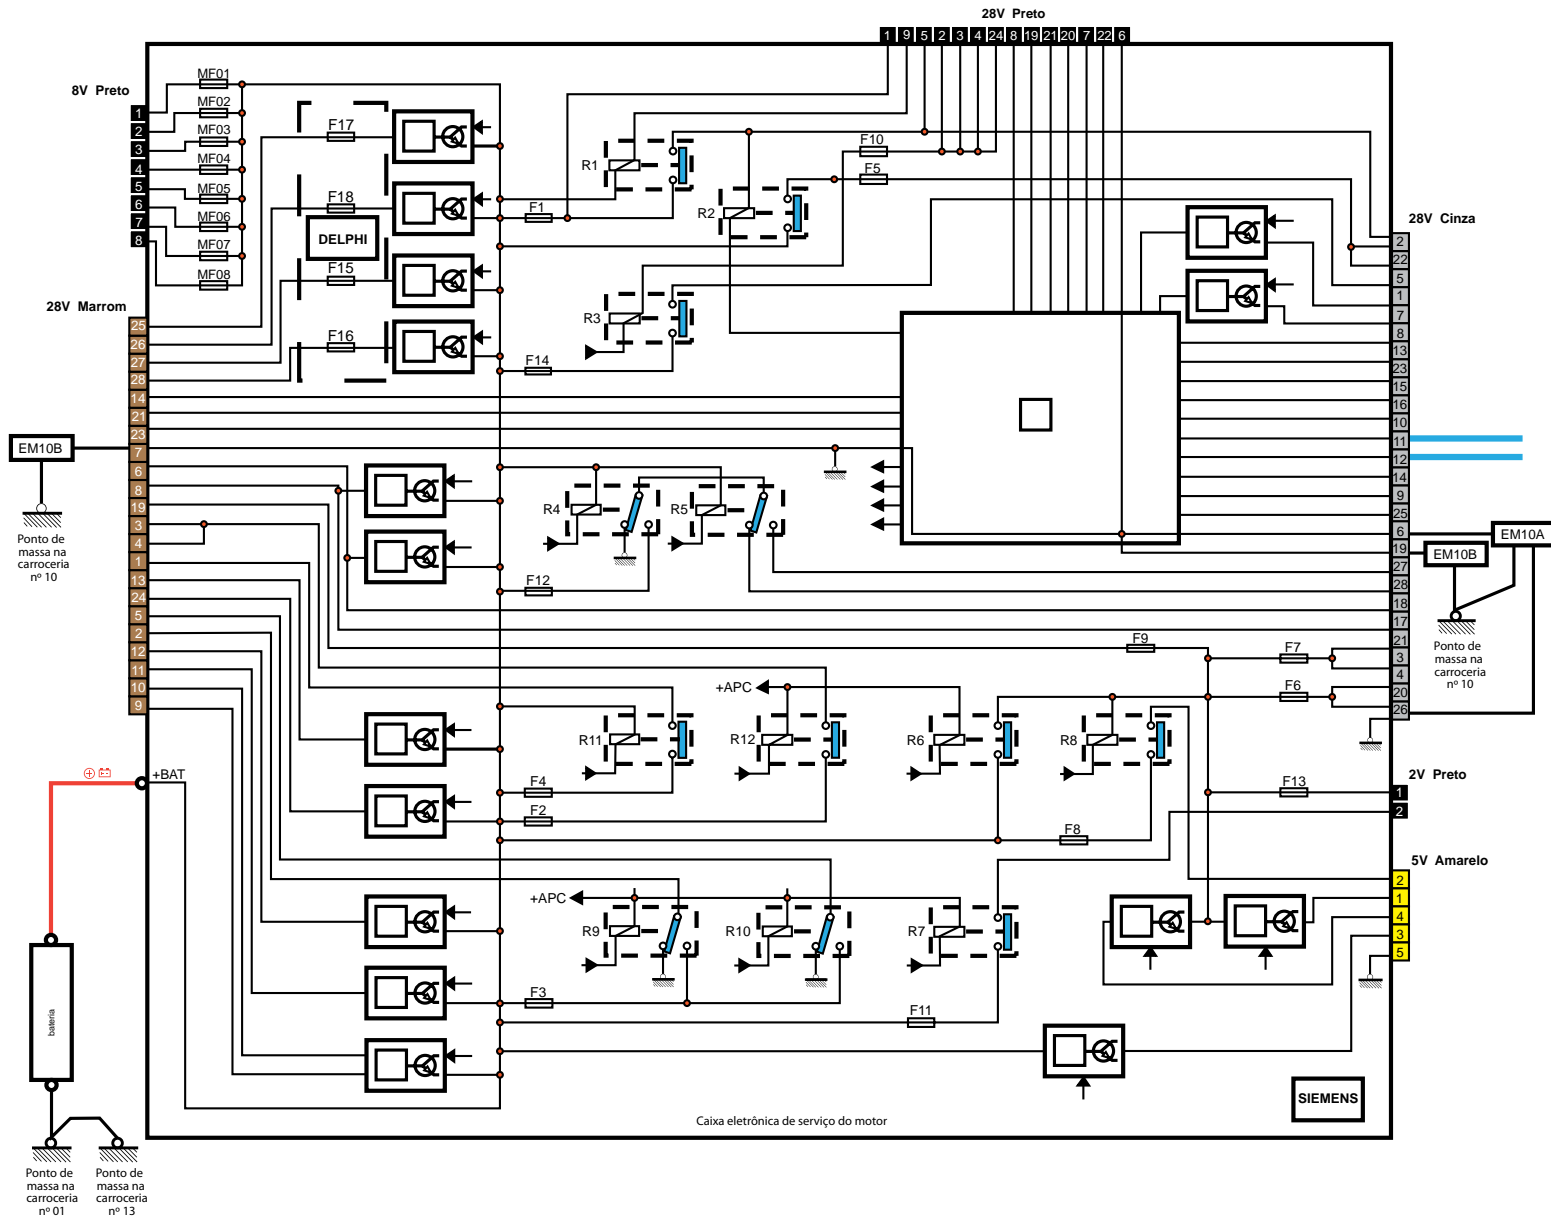 28V Preto
1 9 5 2 3 4 24 8 19 21 20 7 22 6
8V Preto
1
2
3
4
5
6
7
8
MF01
MF02
MF03
MF04
MF05
MF06
MF07
MF08
F17
F18
DELPHI
F15
F16
F1
F14
R1
R2
R3
F10
F5
28V Marrom
25
26
27
28
14
21
23
7
6
8
19
3
4
1
13
24
5
2
12
11
10
9
EM10B
Ponto de
massa na
carroceria
nº 10
28V Cinza
2
22
5
1
7
8
13
23
15
16
10
11
12
14
9
25
6
19
27
28
18
17
21
3
4
20
26
EM10A
EM10B
Ponto de
massa na
carroceria
nº 10
R4
R5
F12
F9
F7
F6
+APC
R11
R12
R6
R8
F4
F2
F8
F13
2V Preto
1
2
5V Amarelo
2
1
4
3
5
+BAT
+APC
R9
R10
R7
F3
F11
bateria
SIEMENS
Caixa eletrônica de serviço do motor
Ponto de
massa na
carroceria
nº 01
Ponto de
massa na
carroceria
nº 13